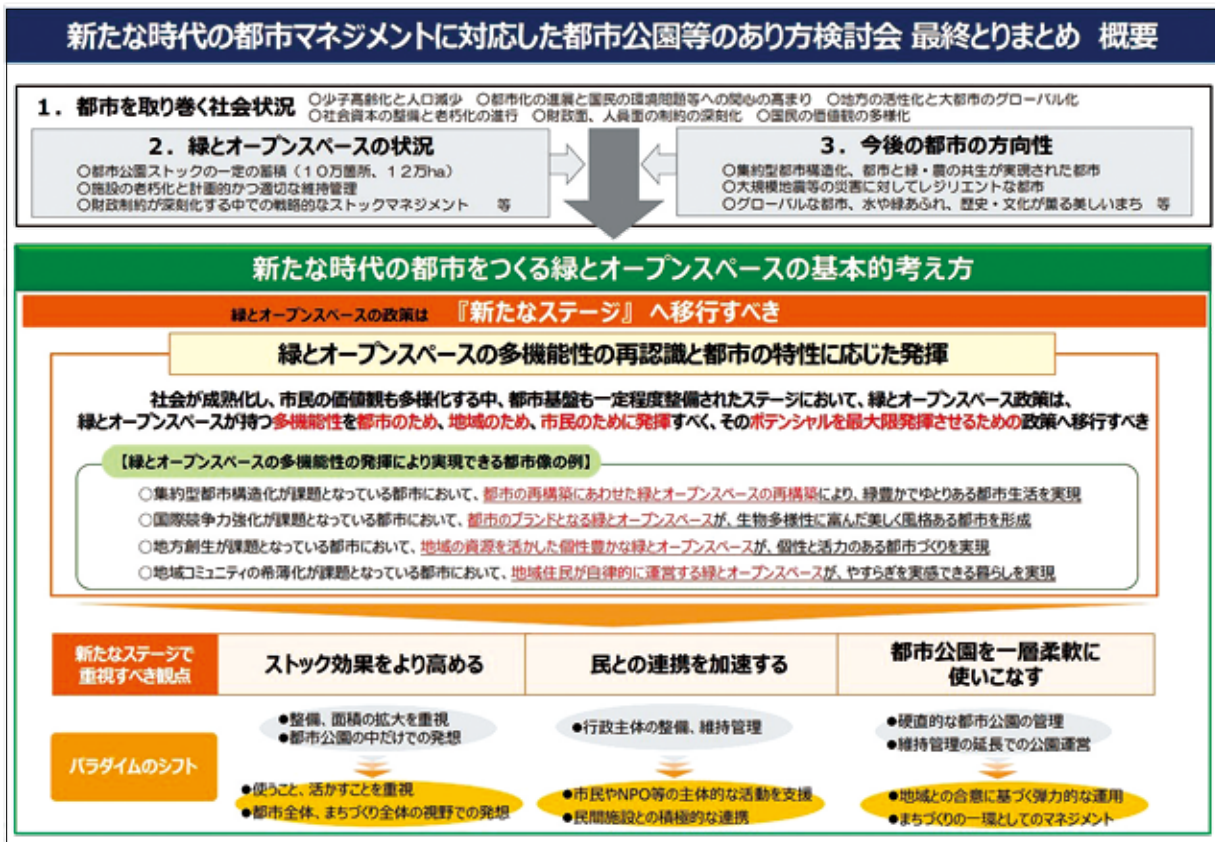 新たな時代の都市マネジメントに対応した都市公園等のあり方検討会 最終とりまとめ 概要
1．都市を取り巻く社会状況
○少子高齢化と人口減少 ○都市化の進展と国民の環境問題等への関心の高まり ○地方の活性化と大都市のグローバル化
○社会資本の整備と老朽化の進行 ○財政面、人員面の制約の深刻化 ○国民の価値観の多様化
2．緑とオープンスペースの状況
○都市公園ストックの一定の蓄積（１０万箇所、１２万ha）
○施設の老朽化と計画的かつ適切な維持管理
○財政制約が深刻化する中での戦略的なストックマネジメント 等
3．今後の都市の方向性
○集約型都市構造化、都市と緑・農の共生が実現された都市
○大規模地震等の災害に対してレジリエントな都市
○グローバルな都市、水や緑あふれ、歴史・文化が薫る美しいまち 等
新たな時代の都市をつくる緑とオープンスペースの基本的考え方
緑とオープンスペースの政策は 『新たなステージ』 へ移行すべき
緑とオープンスペースの多機能性の再認識と都市の特性に応じた発揮
社会が成熟化し、市民の価値観も多様化する中、都市基盤も一定程度整備されたステージにおいて、緑とオープンスペース政策は、
緑とオープンスペースが持つ多機能性を都市のため、地域のため、市民のために発揮すべく、そのポテンシャルを最大限発揮させるための政策へ移行すべき
【緑とオープンスペースの多機能性の発揮により実現できる都市像の例】
○集約型都市構造化が課題となっている都市において、都市の再構築にあわせた緑とオープンスペースの再構築により、緑豊かでゆとりある都市生活を実現
○国際競争力強化が課題となっている都市において、都市のブランドとなる緑とオープンスペースが、生物多様性に富んだ美しく風格ある都市を形成
○地方創生が課題となっている都市において、地域の資源を活かした個性豊かな緑とオープンスペースが、個性と活力のある都市づくりを実現
○地域コミュニティの希薄化が課題となっている都市において、地域住民が自律的に運営する緑とオープンスペースが、やすらぎを実感できる暮らしを実現
新たなステージで
重視すべき観点
ストック効果をより高める
民との連携を加速する
都市公園を一層柔軟に
使いこなす
パラダイムのシフト
●整備、面積の拡大を重視
●都市公園の中だけでの発想
●使うこと、活かすことを重視
●都市全体、まちづくり全体の視野での発想
●行政主体の整備、維持管理
●市民やNPO等の主体的な活動を支援
●民間施設との積極的な連携
●硬直的な都市公園の管理
●維持管理の延長での公園運営
●地域との合意に基づく弾力的な運用
●まちづくりの一環としてのマネジメント